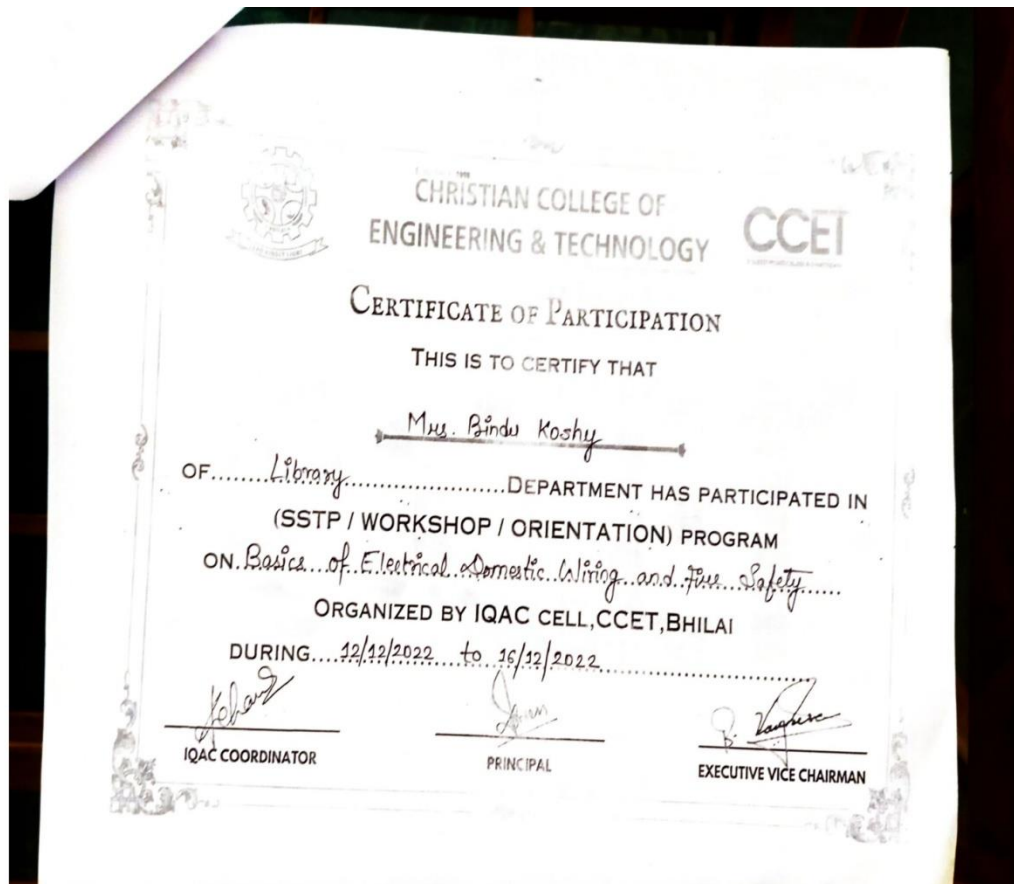 CHRISTIAN COLLEGE OF
ENGINEERING & TECHNOLOGY
CCET
CERTIFICATE OF PARTICIPATION
THIS IS TO CERTIFY THAT
Mrs. Bindu Koshy
OF........Library........................DEPARTMENT HAS PARTICIPATED IN
(SSTP / WORKSHOP / ORIENTATION) PROGRAM
ON.Basics...of..Electrical..Domestic..Wiring...and..Fire..Safety......
ORGANIZED BY IQAC CELL,CCET,BHILAI
DURING....12/12/2022....to..16/12/2022..............................
B. Varghese
IQAC COORDINATOR
PRINCIPAL
EXECUTIVE VICE CHAIRMAN